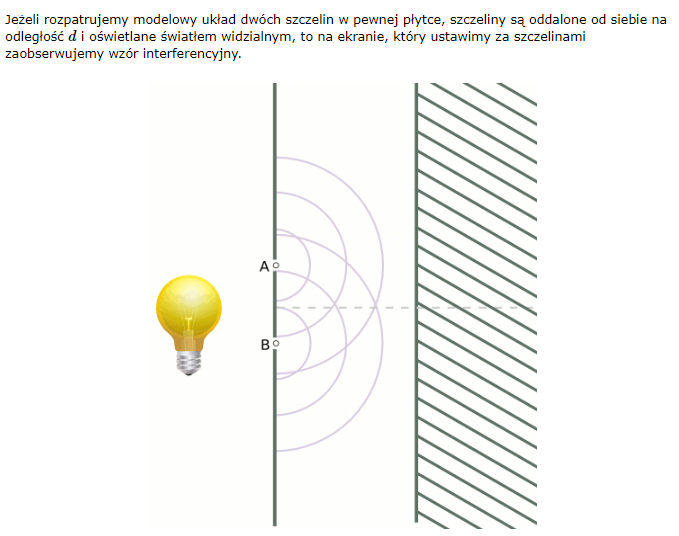 Jeżeli rozpatrujemy modelowy układ dwóch szczelin w pewnej płytce, szczeliny są oddalone od siebie na
odległość d i oświetlane światłem widzialnym, to na ekranie, który ustawimy za szczelinami
zaobserwujemy wzór interferencyjny.
A
B